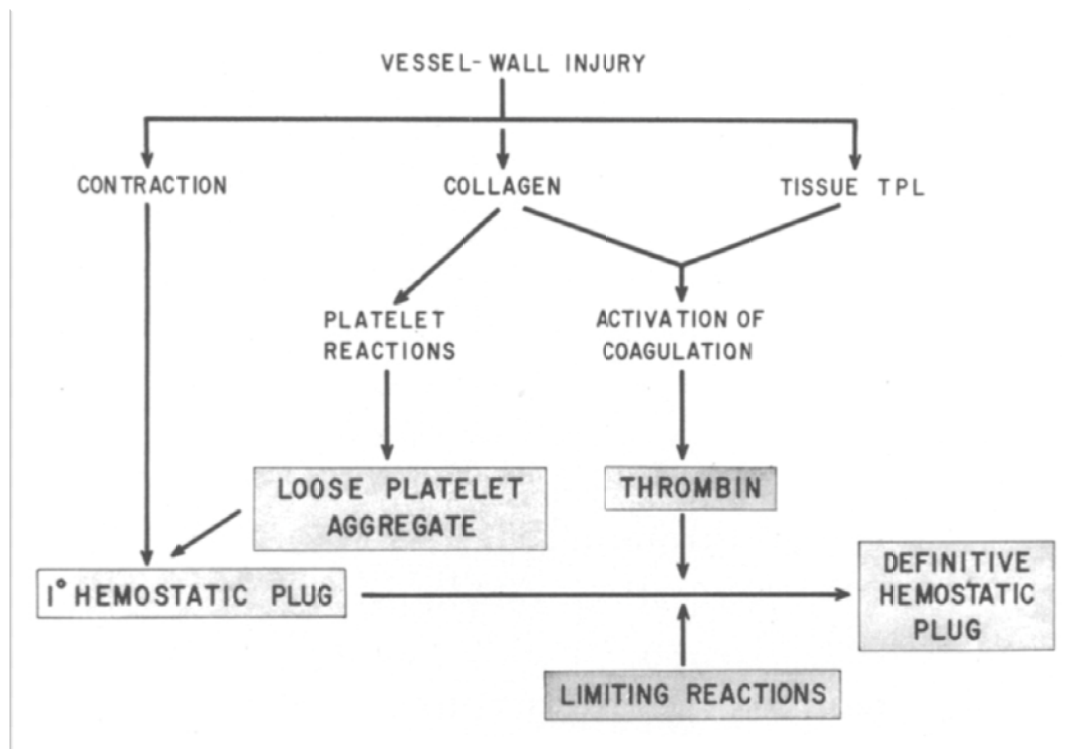 VESSEL-WALL INJURY
CONTRACTION
COLLAGEN
TISSUE TPL
PLATELET
REACTIONS
ACTIVATION OF
COAGULATION
LOOSE PLATELET
AGGREGATE
THROMBIN
1° HEMOSTATIC PLUG
DEFINITIVE
HEMOSTATIC
PLUG
LIMITING REACTIONS